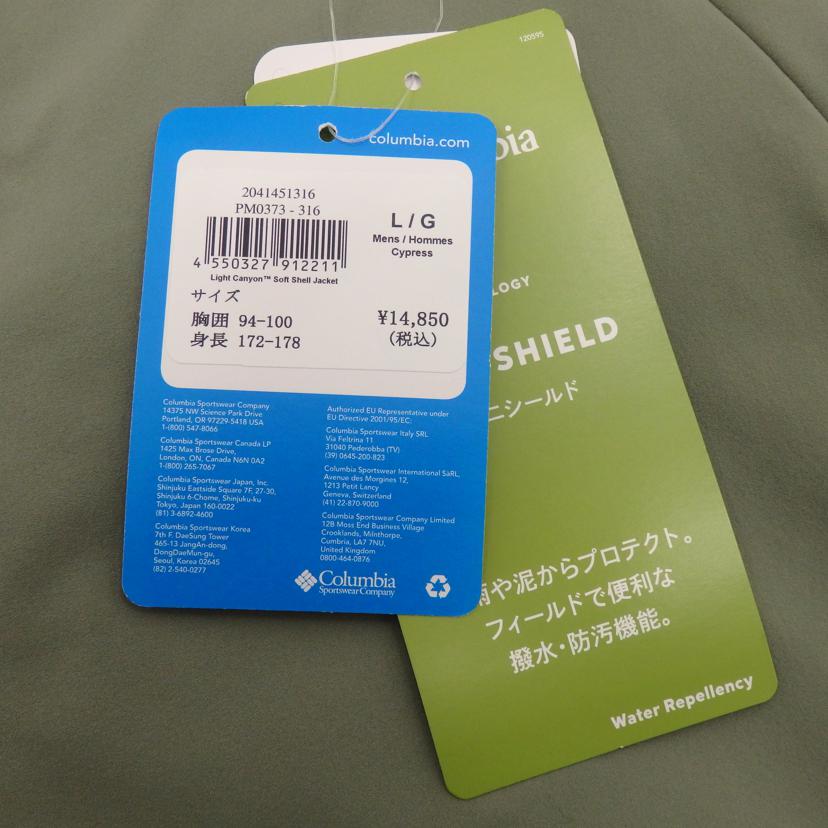 columbia.com
2041451316
PM0373 - 316
4 550327 912211
Light Canyon™ Soft Shell Jacket
L / G
Mens / Hommes
Cypress
サイズ
胸囲 94-100
身長 172-178
¥14,850
(税込)
Columbia Sportswear Company
14375 NW Science Park Drive
Portland, OR 97229-5418 USA
1-(800) 547-8066
Columbia Sportswear Canada LP
1425 Max Brose Drive,
London, ON, Canada N6N 0A2
1-(800) 265-7067
Columbia Sportswear Japan, Inc.
Shinjuku Eastside Square 7F, 27-30,
Shinjuku 6-Chome, Shinjuku-ku
Tokyo, Japan 160-0022
(81) 3-6892-4600
Columbia Sportswear Korea
7th F. DaeSung Tower
465-13 JangAn-dong,
DongDaeMun-gu,
Seoul, Korea 02645
(82) 2-540-0277
Authorized EU Representative under
EU Directive 2001/95/EC:
Columbia Sportswear Italy SRL
Via Feltrina 11
31040 Pederobba (TV)
(39) 0645-200-823
Columbia Sportswear International SàRL,
Avenue des Morgines 12,
1213 Petit Lancy
Geneva, Switzerland
(41) 22-870-9000
Columbia Sportswear Company Limited
12B Moss End Business Village
Crooklands, Milnthorpe,
Cumbria, LA7 7NU,
United Kingdom
0800-464-0876
Columbia
Sportswear Company
120595
bia
LOGY
-SHIELD
ニシールド
雨や泥からプロテクト。
フィールドで便利な
撥水・防汚機能。
Water Repellency